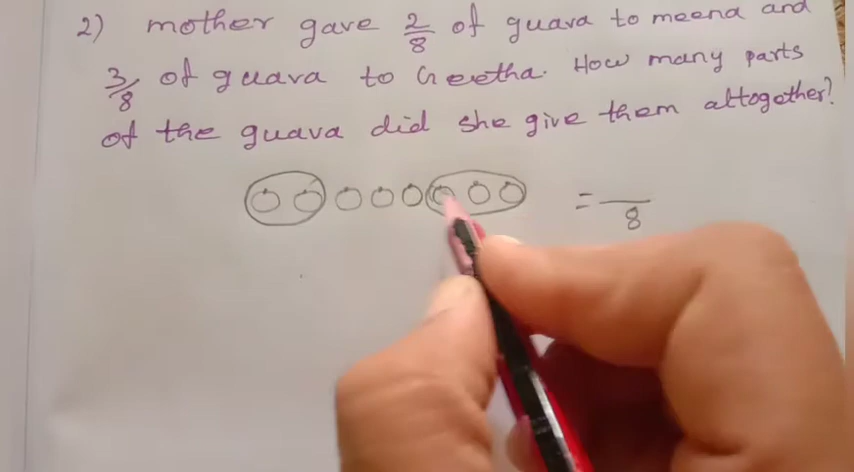 2) mother gave 2/8 of guava to meena and
3/8 of guava to Geetha. How many parts
of the guava did she give them altogether?
= __/8